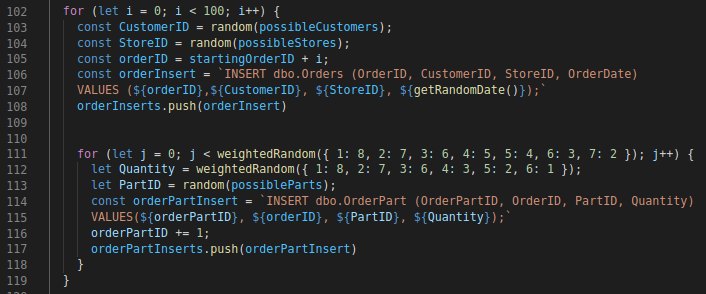 102 for (let i = 0; i < 100; i++) {
103 const CustomerID = random(possibleCustomers);
104 const StoreID = random(possibleStores);
105 const orderID = startingOrderID + i;
106 const orderInsert = `INSERT dbo.Orders (OrderID, CustomerID, StoreID, OrderDate)
107 VALUES (${orderID},${CustomerID}, ${StoreID}, ${getRandomDate()});`
108 orderInserts.push(orderInsert)
109
110
111 for (let j = 0; j < weightedRandom({ 1: 8, 2: 7, 3: 6, 4: 5, 5: 4, 6: 3, 7: 2 }); j++) {
112 let Quantity = weightedRandom({ 1: 8, 2: 7, 3: 6, 4: 3, 5: 2, 6: 1 });
113 let PartID = random(possibleParts);
114 const orderPartInsert = `INSERT dbo.OrderPart (OrderPartID, OrderID, PartID, Quantity)
115 VALUES(${orderPartID}, ${orderID}, ${PartID}, ${Quantity});`
116 orderPartID += 1;
117 orderPartInserts.push(orderPartInsert)
118 }
119 }